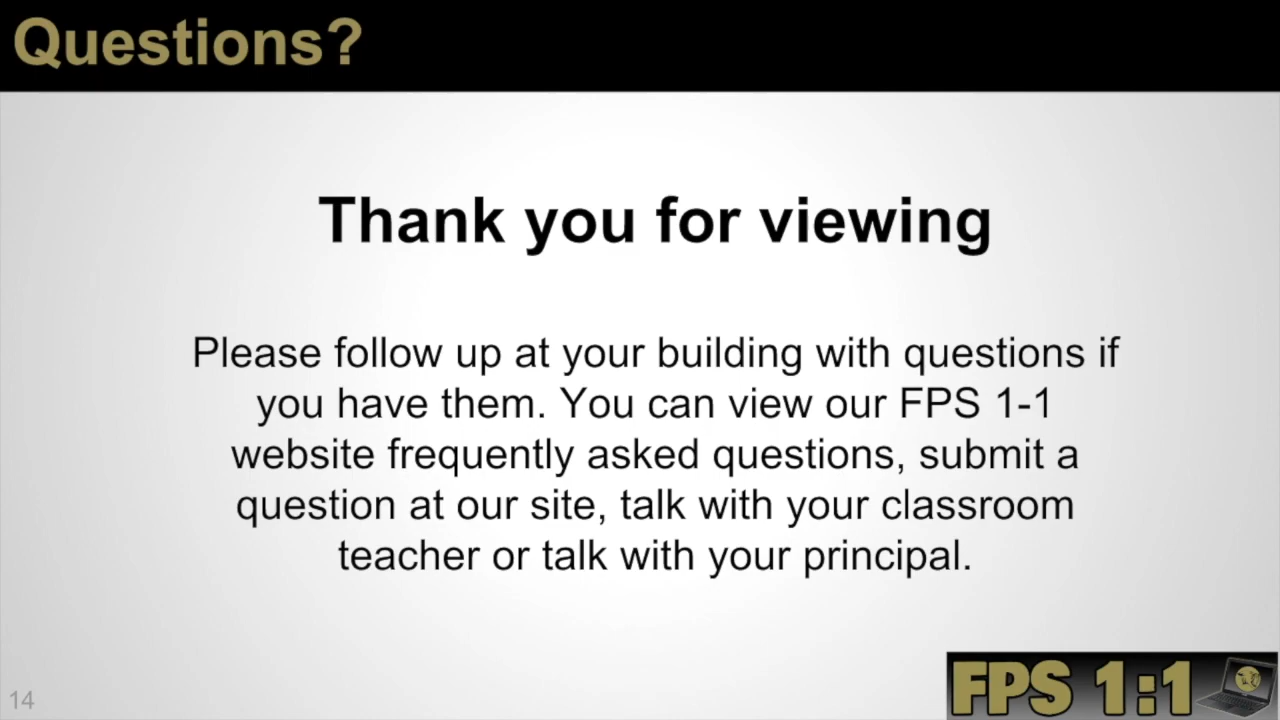 Questions?
Thank you for viewing
Please follow up at your building with questions if
you have them. You can view our FPS 1-1
website frequently asked questions, submit a
question at our site, talk with your classroom
teacher or talk with your principal.
14
FPS 1:1